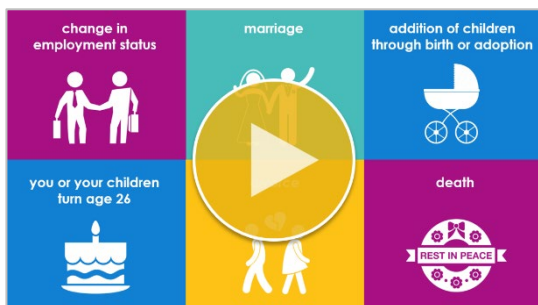 change in
employment status
marriage
addition of children
through birth or adoption
you or your children
turn age 26
death
REST IN PEACE